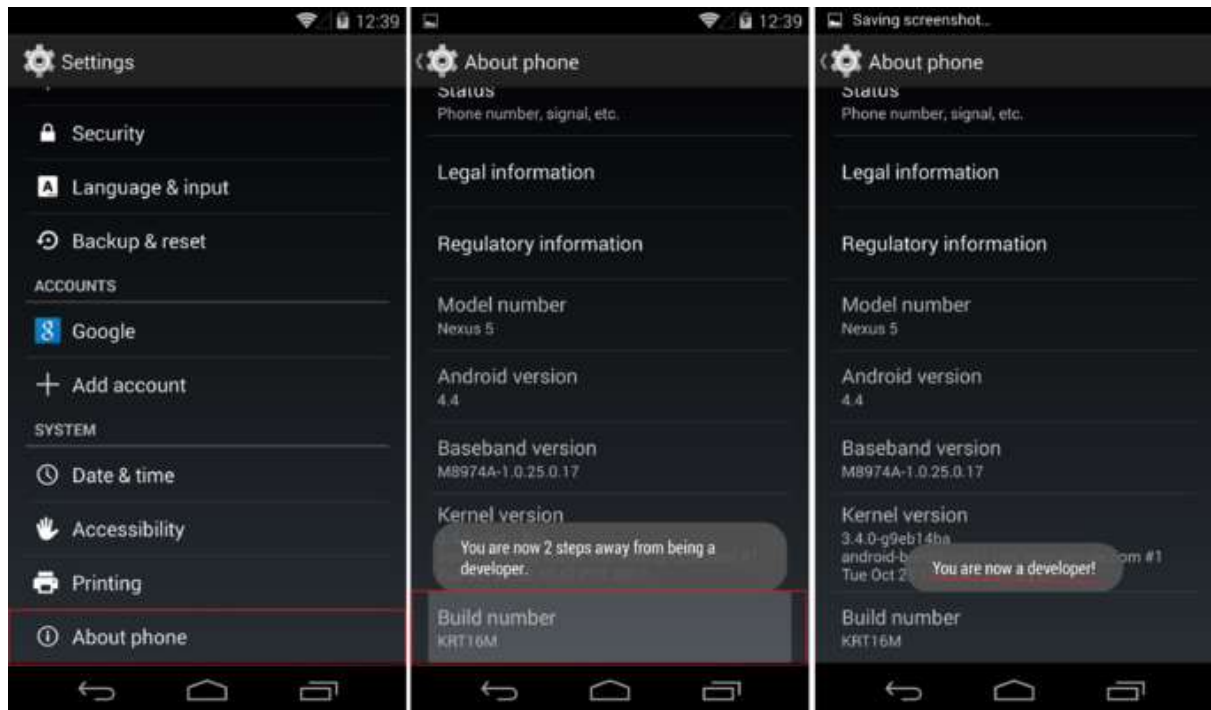 12:39
Settings
Security
Language & input
Backup & reset
ACCOUNTS
Google
Add account
SYSTEM
Date & time
Accessibility
Printing
About phone
12:39
About phone
Status
Phone number, signal, etc.
Legal information
Regulatory information
Model number
Nexus 5
Android version
4.4
Baseband version
M8974A-1.0.25.0.17
Kernel version
You are now 2 steps away from being a
developer.
Build number
KRT16M
Saving screenshot..
About phone
Status
Phone number, signal, etc.
Legal information
Regulatory information
Model number
Nexus 5
Android version
4.4
Baseband version
M8974A-1.0.25.0.17
Kernel version
3.4.0-g9eb14ba
android-b om #1
Tue Oct 2
You are now a developer!
Build number
KRT16M